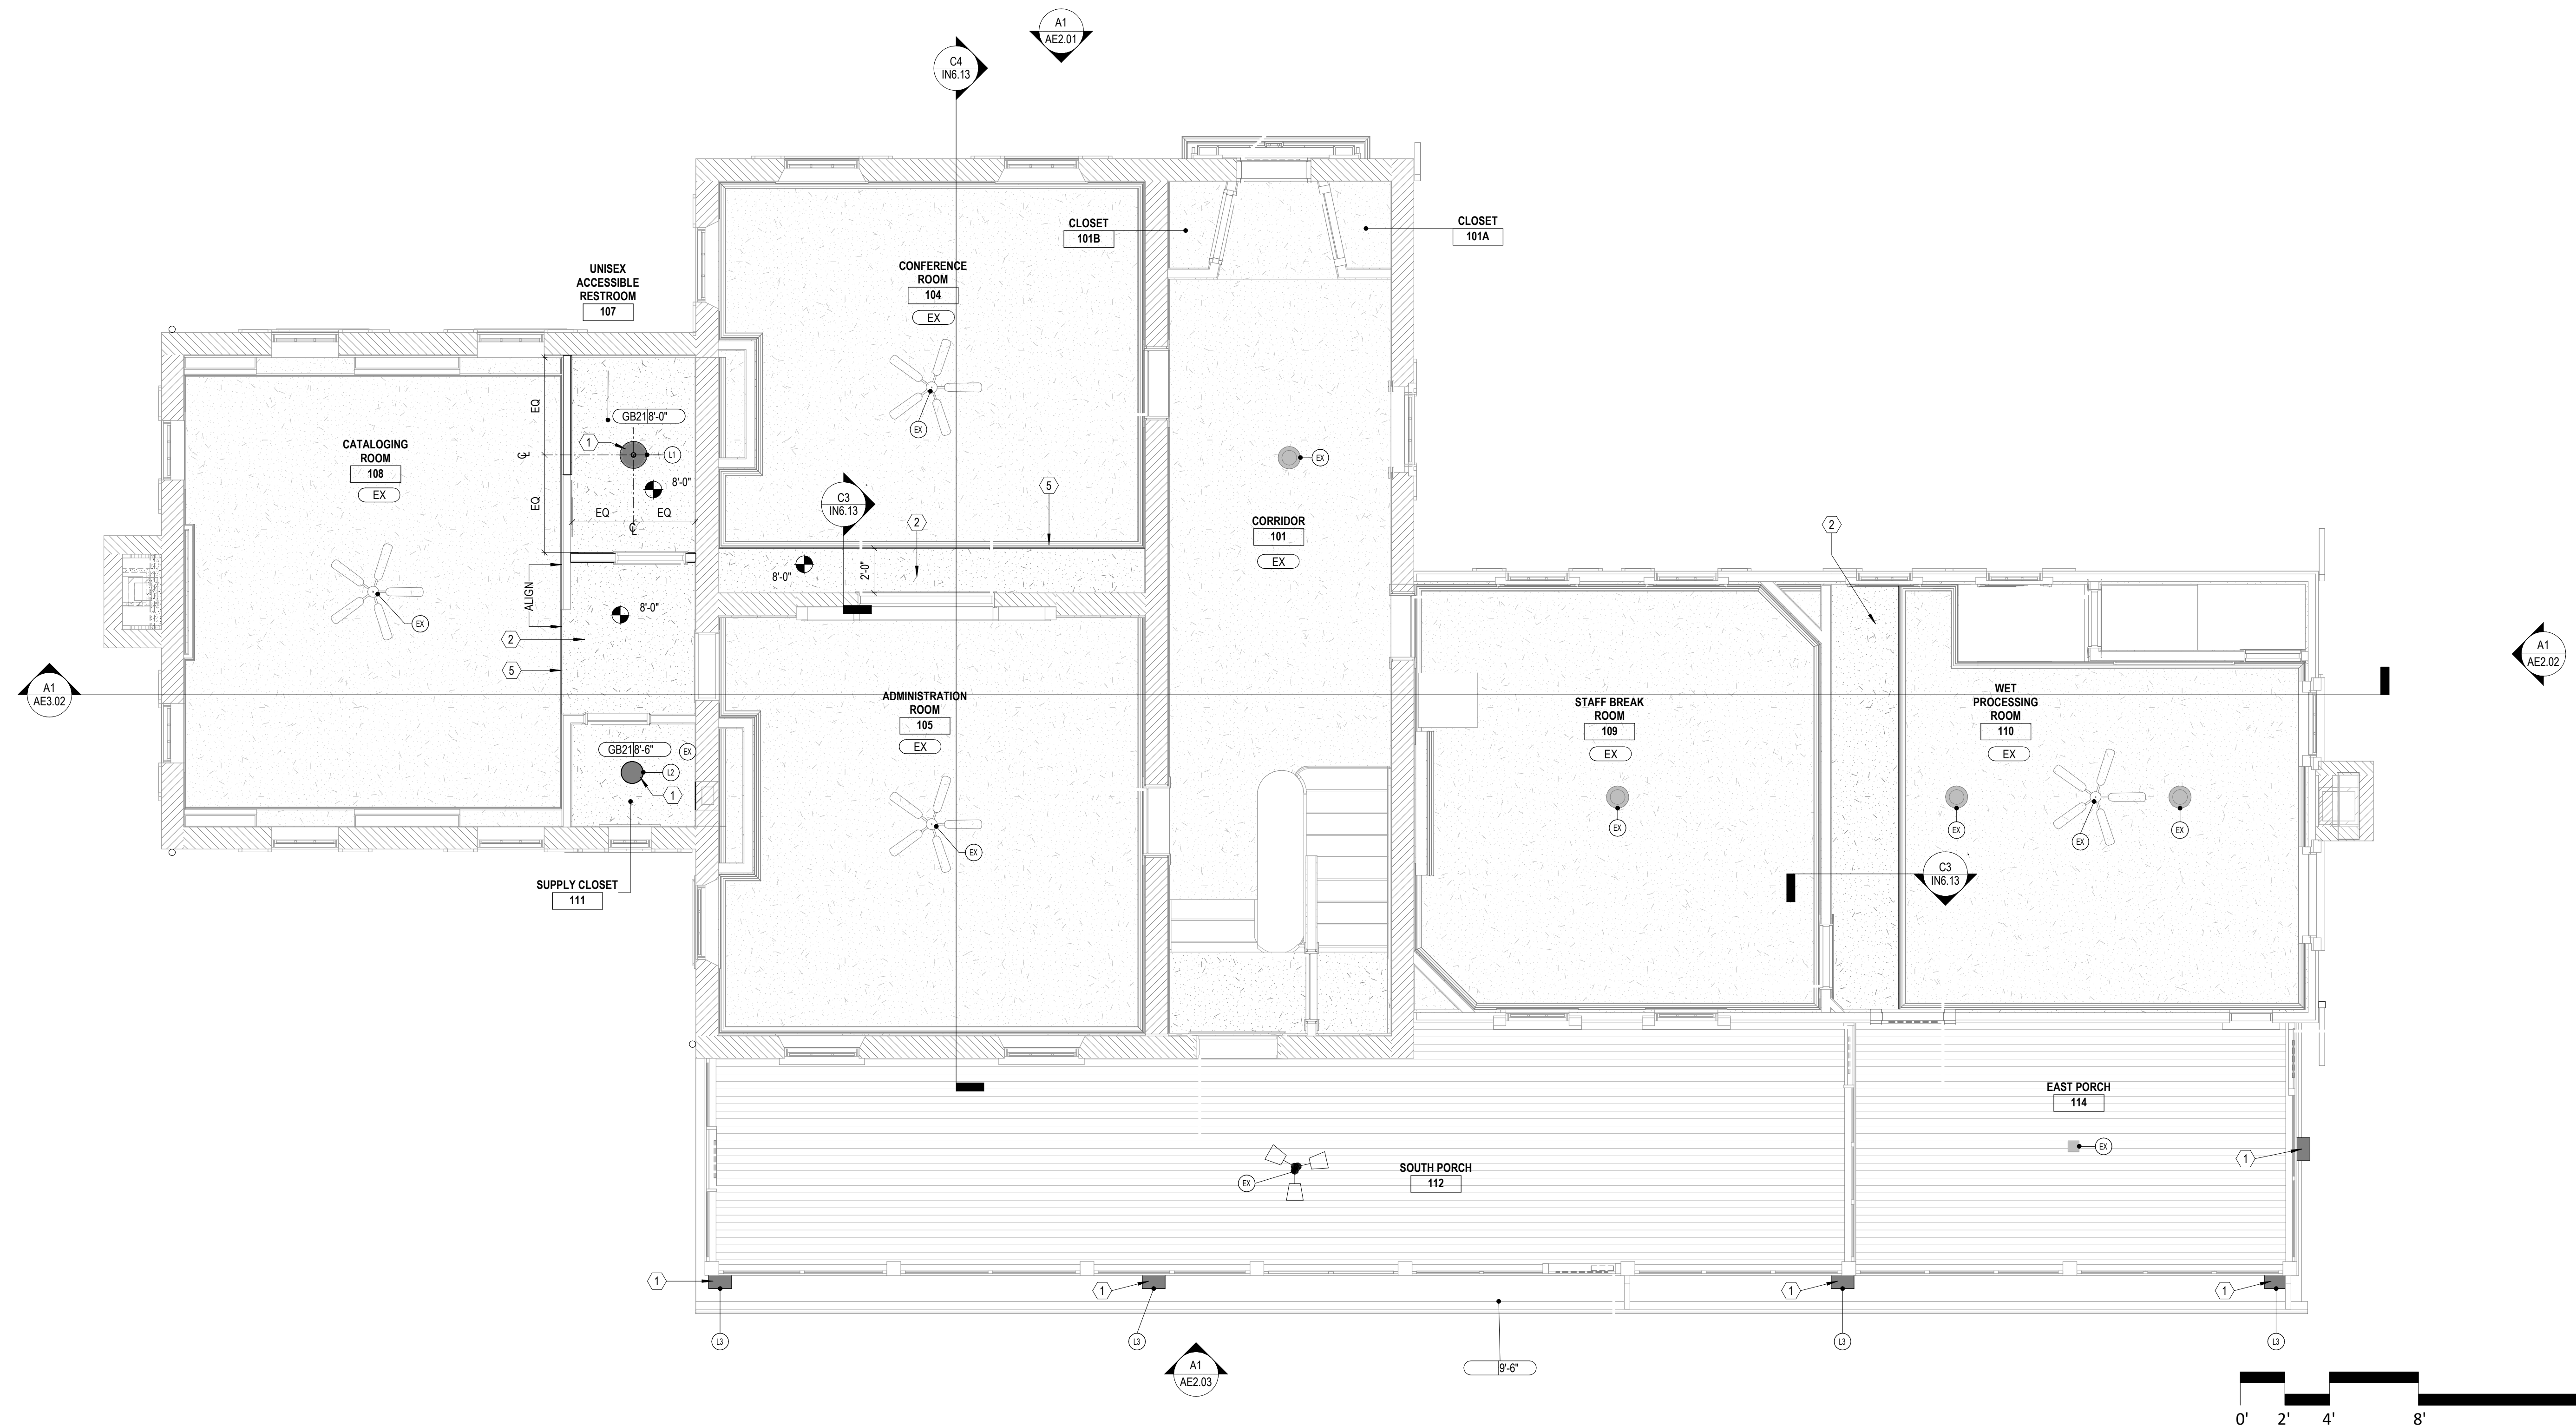 A1
AE2.01
C4
IN6.13
CLOSET
101B
CLOSET
101A
UNISEX
ACCESSIBLE
RESTROOM
107
CONFERENCE
ROOM
104
EX
EX
EQ
EQ
GB21 8'-0"
1
L1
CL
8'-0"
EQ EQ
CL
CATALOGING
ROOM
108
EX
EX
C3
IN6.13
5
2
8'-0"
2'-0"
CORRIDOR
101
EX
EX
2
ALIGN
8'-0"
2
5
A1
AE3.02
A1
AE2.02
ADMINISTRATION
ROOM
105
EX
EX
STAFF BREAK
ROOM
109
EX
EX
WET
PROCESSING
ROOM
110
EX
EX
EX
EX
GB21 8'-6"
EX
L2
1
SUPPLY CLOSET
111
C3
IN6.13
EAST PORCH
114
EX
1
SOUTH PORCH
112
EX
1
1
1
1
L3
L3
L3
L3
9'-6"
A1
AE2.03
0' 2' 4' 8'